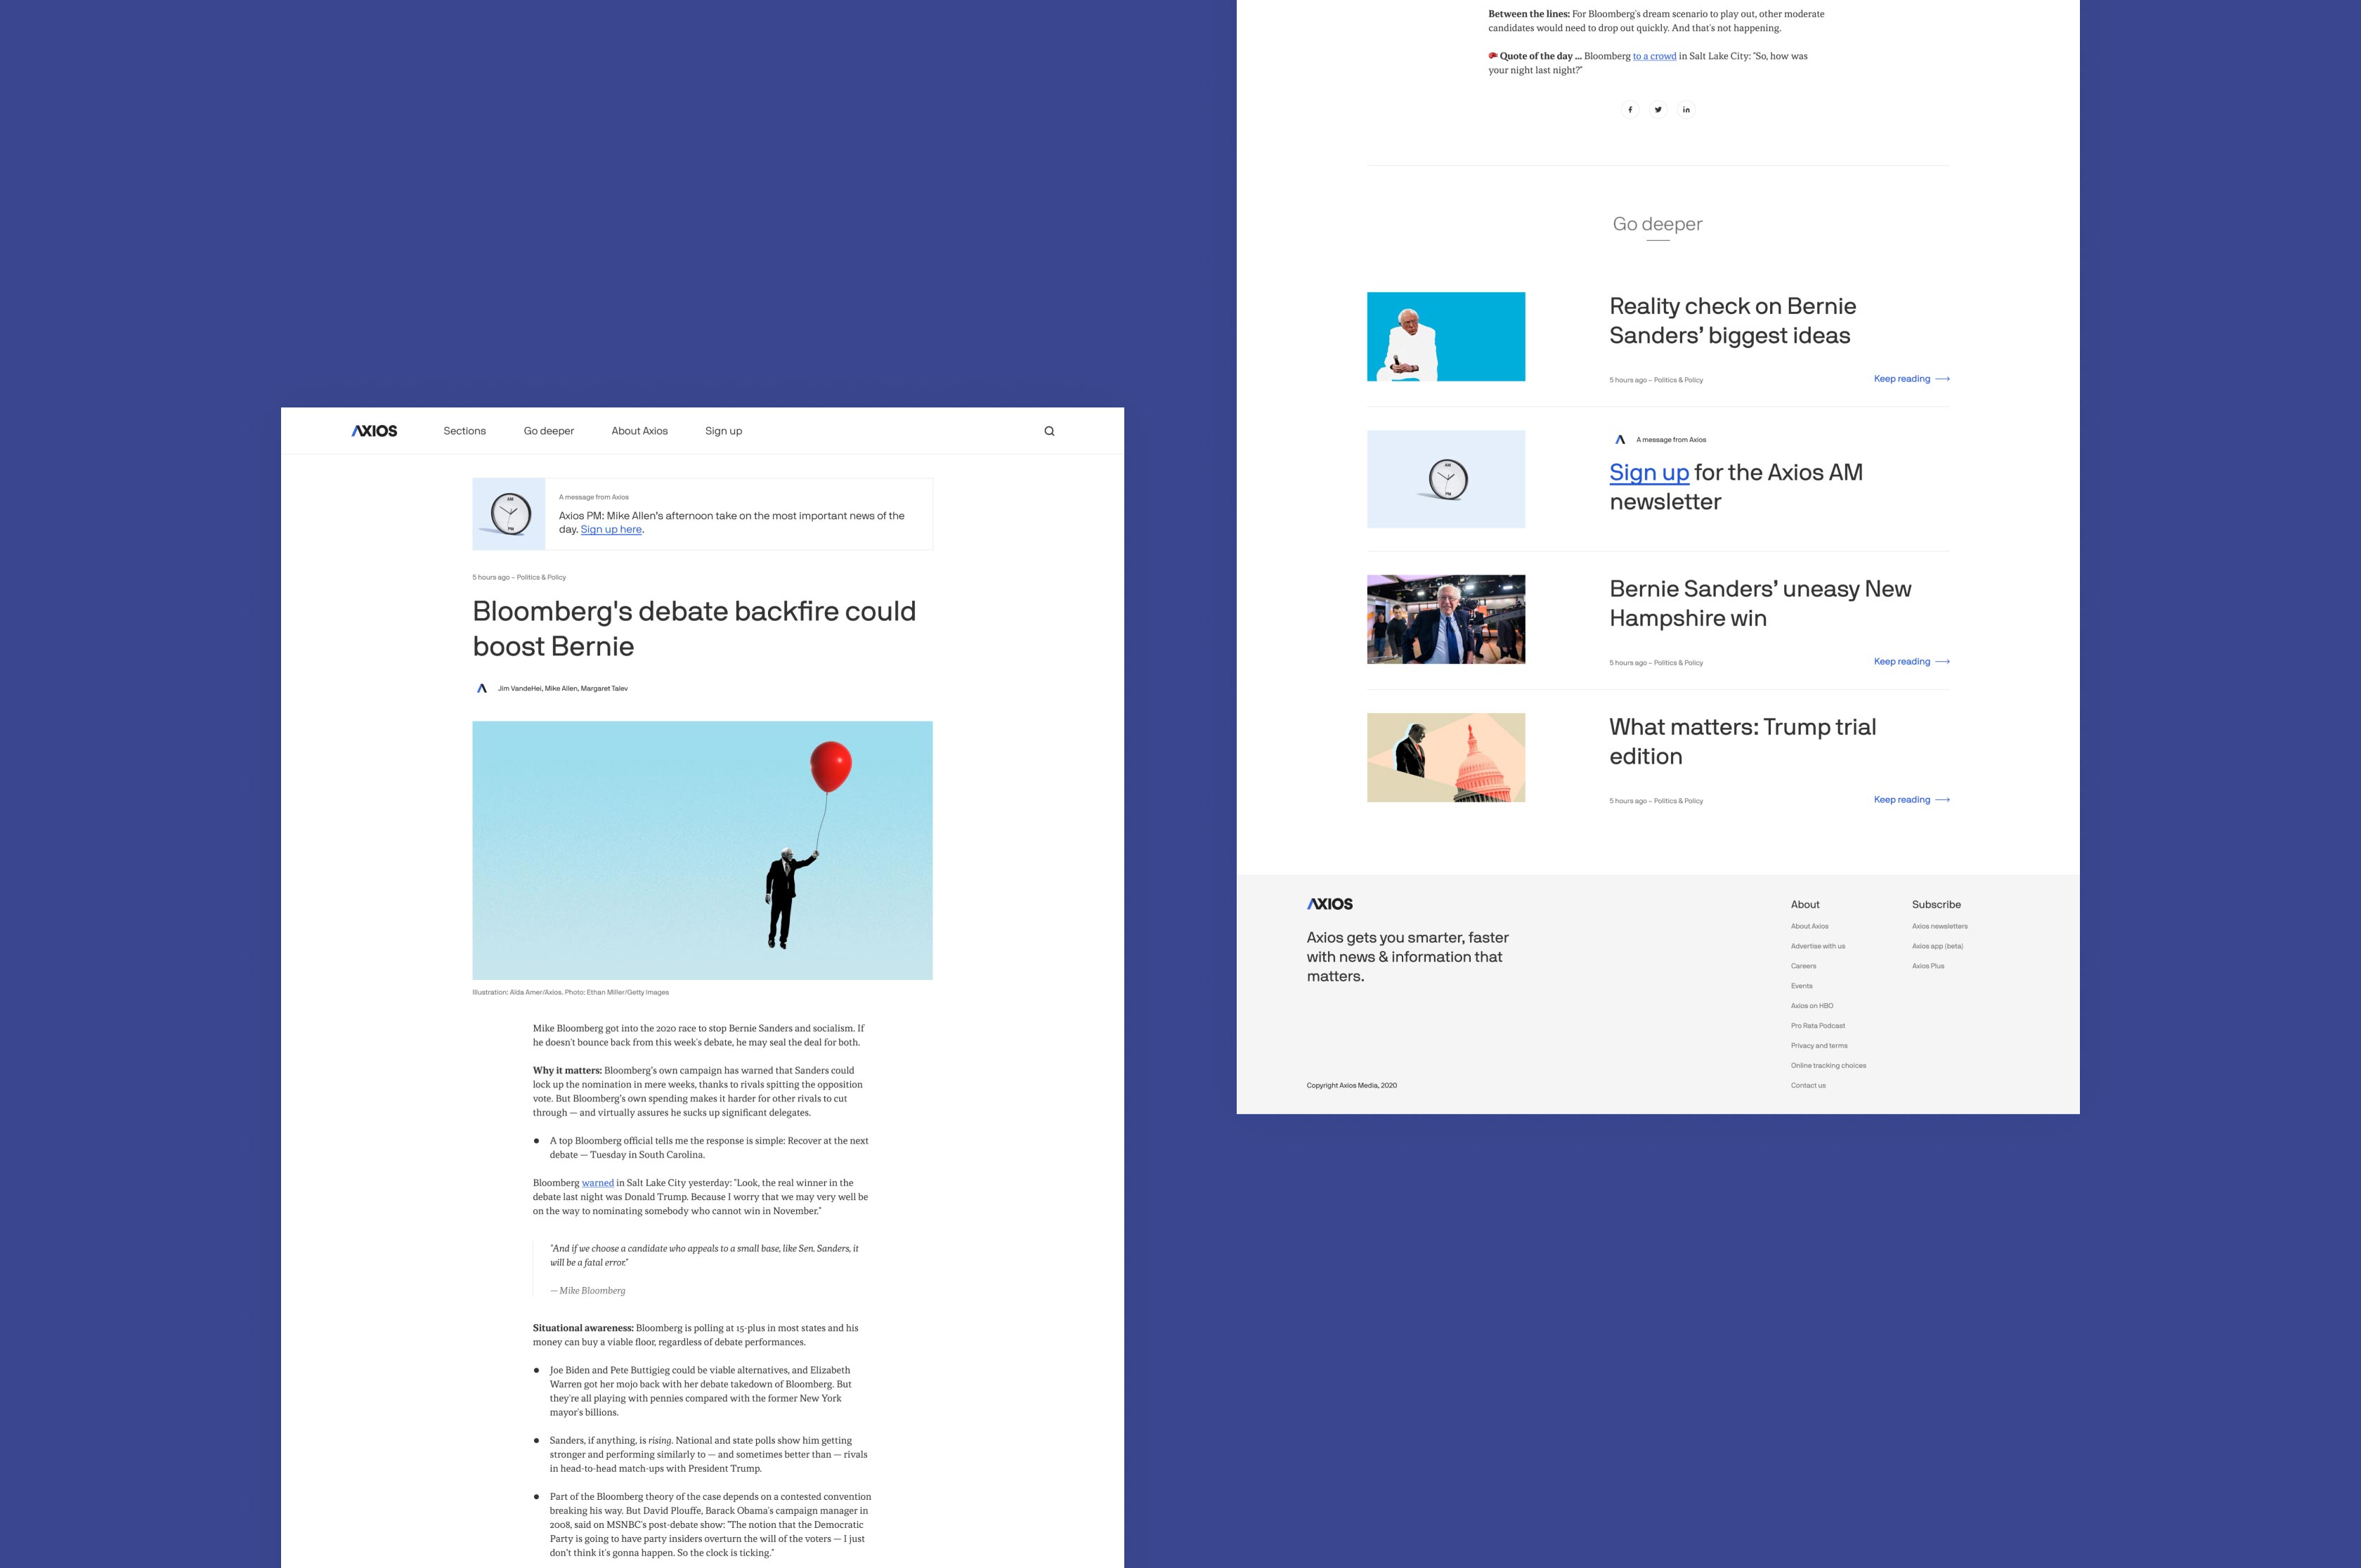 AXIOS
Sections
Go deeper
About Axios
Sign up
AM
PM
A message from Axios
Axios PM: Mike Allen's afternoon take on the most important news of the
day. Sign up here.
5 hours ago – Politics & Policy
Bloomberg's debate backfire could
boost Bernie
Jim VandeHei, Mike Allen, Margaret Talev
Illustration: Aïda Amer/Axios. Photo: Ethan Miller/Getty Images
Mike Bloomberg got into the 2020 race to stop Bernie Sanders and socialism. If
he doesn't bounce back from this week's debate, he may seal the deal for both.
Why it matters: Bloomberg's own campaign has warned that Sanders could
lock up the nomination in mere weeks, thanks to rivals spitting the opposition
vote. But Bloomberg's own spending makes it harder for other rivals to cut
through — and virtually assures he sucks up significant delegates.
● A top Bloomberg official tells me the response is simple: Recover at the next
debate — Tuesday in South Carolina.
Bloomberg warned in Salt Lake City yesterday: "Look, the real winner in the
debate last night was Donald Trump. Because I worry that we may very well be
on the way to nominating somebody who cannot win in November."
"And if we choose a candidate who appeals to a small base, like Sen. Sanders, it
will be a fatal error."
— Mike Bloomberg
Situational awareness: Bloomberg is polling at 15-plus in most states and his
money can buy a viable floor, regardless of debate performances.
● Joe Biden and Pete Buttigieg could be viable alternatives, and Elizabeth
Warren got her mojo back with her debate takedown of Bloomberg. But
they're all playing with pennies compared with the former New York
mayor's billions.
● Sanders, if anything, is rising. National and state polls show him getting
stronger and performing similarly to — and sometimes better than — rivals
in head-to-head match-ups with President Trump.
● Part of the Bloomberg theory of the case depends on a contested convention
breaking his way. But David Plouffe, Barack Obama's campaign manager in
2008, said on MSNBC's post-debate show: "The notion that the Democratic
Party is going to have party insiders overturn the will of the voters — I just
don't think it's gonna happen. So the clock is ticking."
Between the lines: For Bloomberg's dream scenario to play out, other moderate
candidates would need to drop out quickly. And that's not happening.
Quote of the day ... Bloomberg to a crowd in Salt Lake City: "So, how was
your night last night?"
f
in
Go deeper
Reality check on Bernie
Sanders' biggest ideas
5 hours ago – Politics & Policy
Keep reading
AM
PM
A message from Axios
Sign up for the Axios AM
newsletter
Bernie Sanders' uneasy New
Hampshire win
5 hours ago – Politics & Policy
Keep reading
What matters: Trump trial
edition
5 hours ago – Politics & Policy
Keep reading
AXIOS
Axios gets you smarter, faster
with news & information that
matters.
Copyright Axios Media, 2020
About
About Axios
Advertise with us
Careers
Events
Axios on HBO
Pro Rata Podcast
Privacy and terms
Online tracking choices
Contact us
Subscribe
Axios newsletters
Axios app (beta)
Axios Plus